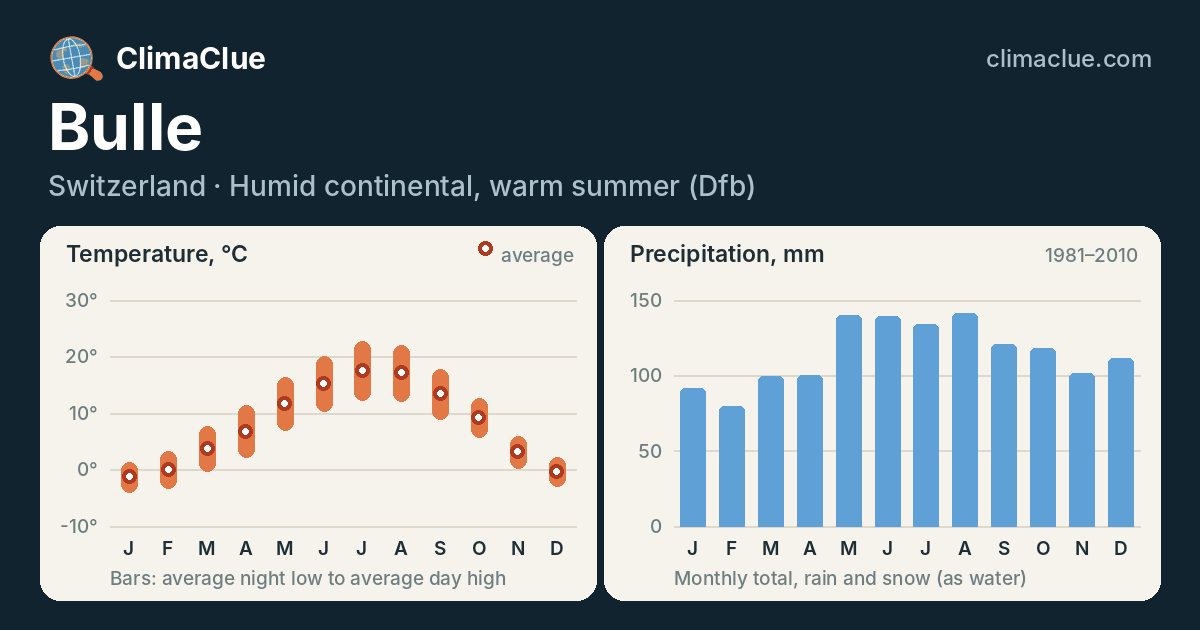 ClimaClue
climaclue.com
Bulle
Switzerland · Humid continental, warm summer (Dfb)
Temperature, °C
average
30°
20°
10°
0°
-10°
J F M A M J J A S O N D
Bars: average night low to average day high
Precipitation, mm
1981–2010
150
100
50
0
J F M A M J J A S O N D
Monthly total, rain and snow (as water)